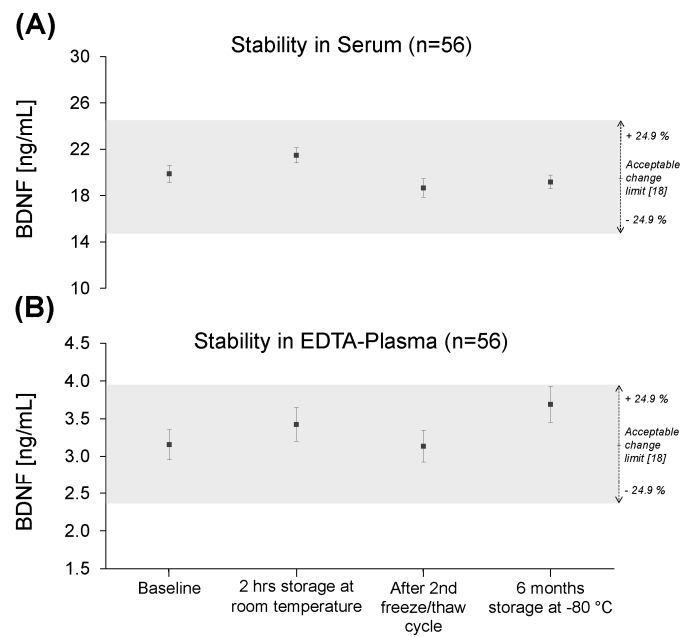 (A)
Stability in Serum (n=56)
30
26
22
18
14
10
BDNF [ng/mL]
+ 24.9 %
Acceptable
change
limit [18]
- 24.9 %
(B)
Stability in EDTA-Plasma (n=56)
4.5
4.0
3.5
3.0
2.5
2.0
1.5
BDNF [ng/mL]
+ 24.9 %
Acceptable
change
limit [18]
- 24.9 %
Baseline
2 hrs storage at
room temperature
After 2nd
freeze/thaw
cycle
6 months
storage at -80 °C